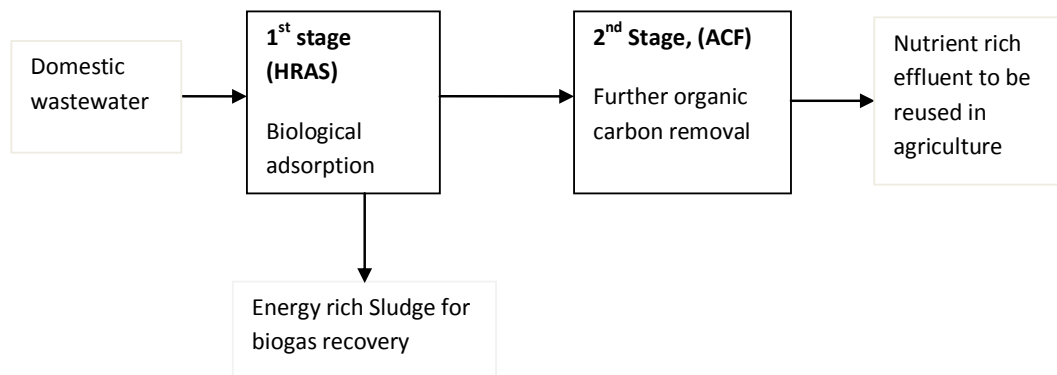 Domestic
wastewater
1st stage
(HRAS)
Biological
adsorption
2nd Stage, (ACF)
Further organic
carbon removal
Nutrient rich
effluent to be
reused in
agriculture
Energy rich Sludge for
biogas recovery